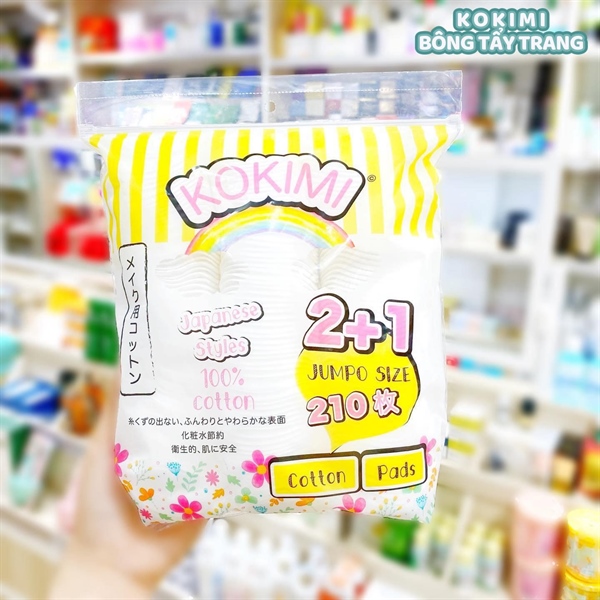 KOKIMI
BÔNG TẨY TRANG
KOKIMI
©
メイク用コットン
Japanese
Styles
100%
cotton
2+1
JUMPO SIZE
210枚
糸くずの出ない、ふんわりとやわらかな表面
化粧水節約
衛生的、肌に安全
Cotton
Pads